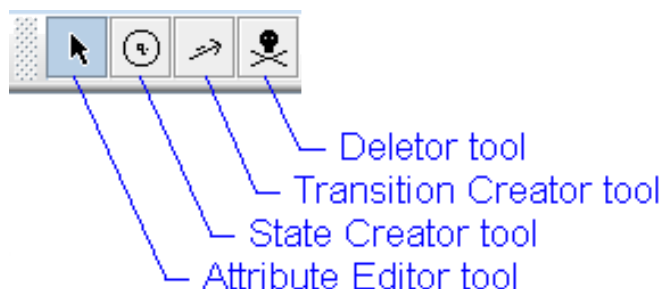 q
Deletor tool
Transition Creator tool
State Creator tool
Attribute Editor tool